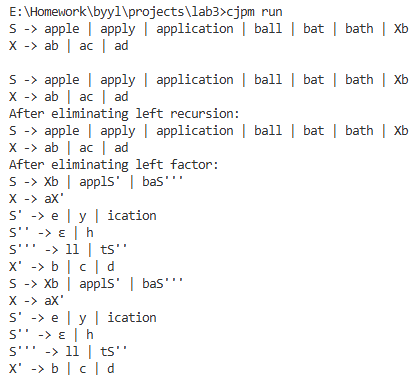 E:\Homework\byyl\projects\lab3>cjpm run
S -> apple | apply | application | ball | bat | bath | Xb
X -> ab | ac | ad
S -> apple | apply | application | ball | bat | bath | Xb
X -> ab | ac | ad
After eliminating left recursion:
S -> apple | apply | application | ball | bat | bath | Xb
X -> ab | ac | ad
After eliminating left factor:
S -> Xb | applS' | baS'''
X -> aX'
S' -> e | y | ication
S'' -> ε | h
S''' -> ll | tS''
X' -> b | c | d
S -> Xb | applS' | baS'''
X -> aX'
S' -> e | y | ication
S'' -> ε | h
S''' -> ll | tS''
X' -> b | c | d